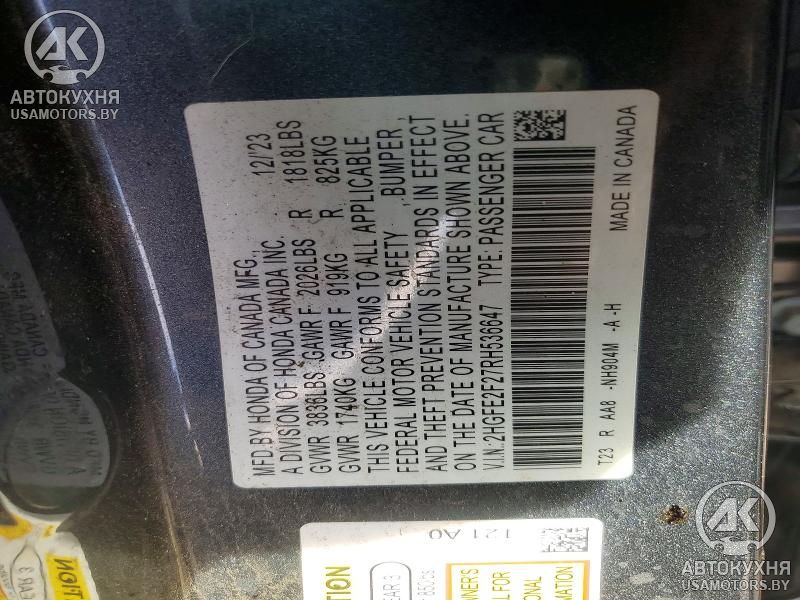 MFD.BY HONDA OF CANADA MFG., 12/'23
A DIVISION OF HONDA CANADA INC.
GVWR 3836LBS GAWR F 2026LBS R 1818LBS
GVWR 1740KG GAWR F 919KG R 825KG
THIS VEHICLE CONFORMS TO ALL APPLICABLE
FEDERAL MOTOR VEHICLE SAFETY , BUMPER ,
AND THEFT PREVENTION STANDARDS IN EFFECT
ON THE DATE OF MANUFACTURE SHOWN ABOVE.
V.I.N.:2HGFE2F27RH536647 TYPE: PASSENGER CAR
T23 R AA8 -NH904M -A -H MADE IN CANADA
АВТОКУХНЯ
USAMOTORS.BY
АВТОКУХНЯ
USAMOTORS.BY